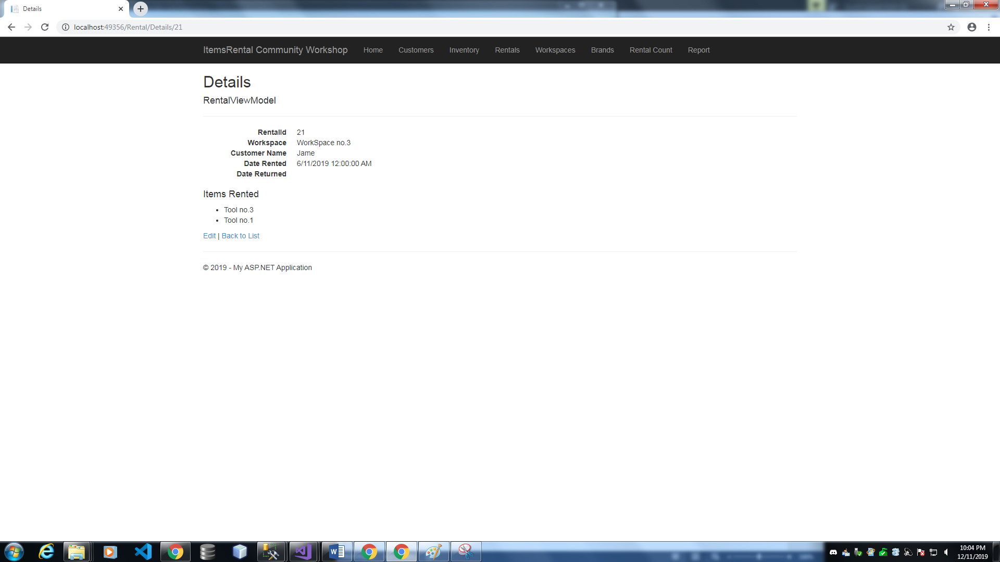 Details
localhost:49356/Rental/Details/21
ItemsRental Community Workshop Home Customers Inventory Rentals Workspaces Brands Rental Count Report
Details
RentalViewModel
RentalId 21
Workspace WorkSpace no.3
Customer Name Jame
Date Rented 6/11/2019 12:00:00 AM
Date Returned
Items Rented
• Tool no.3
• Tool no.1
Edit | Back to List
© 2019 - My ASP.NET Application
10:04 PM
12/11/2019